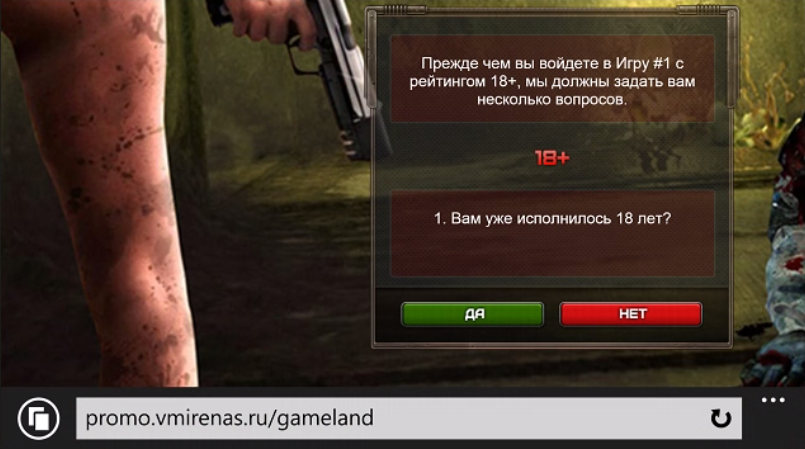 Прежде чем вы войдете в Игру #1 с
рейтингом 18+, мы должны задать вам
несколько вопросов.
18+
1. Вам уже исполнилось 18 лет?
ДА НЕТ
promo.vmirenas.ru/gameland